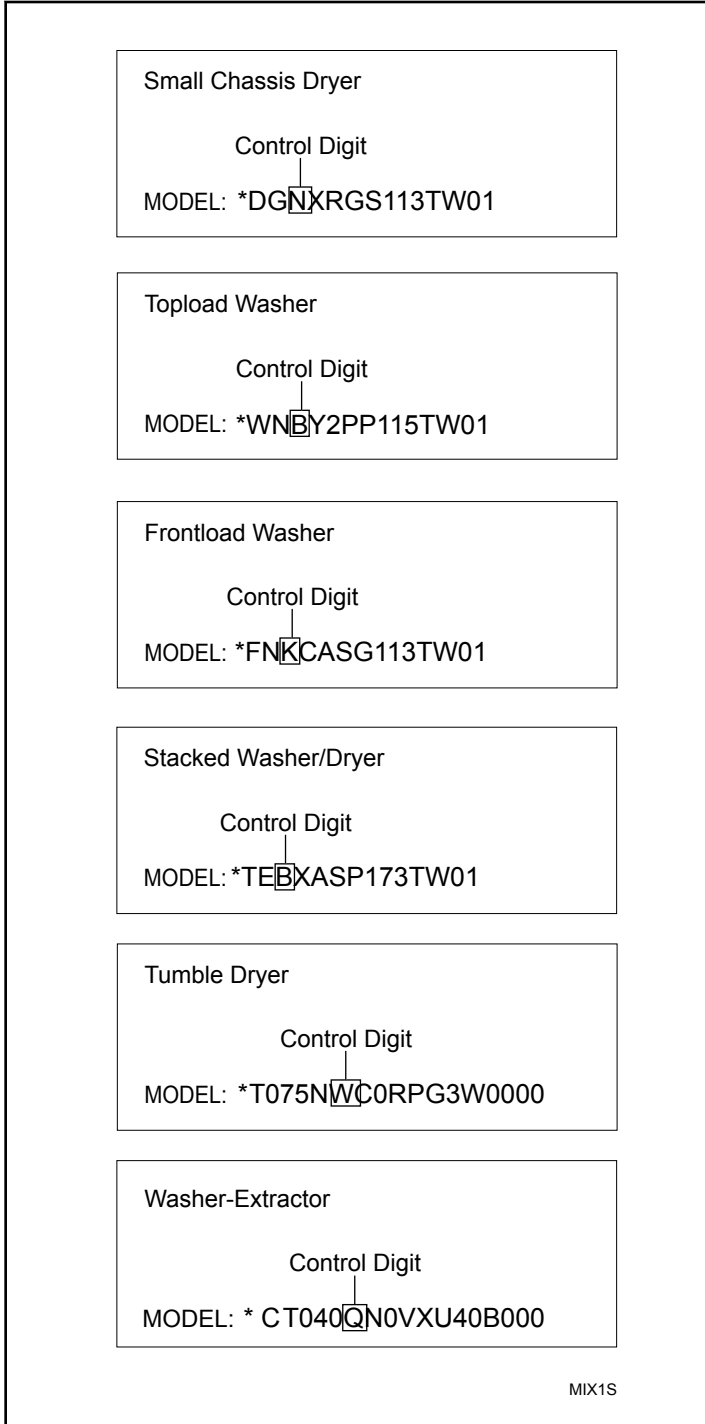 Small Chassis Dryer
Control Digit
MODEL: *DGNXRGS113TW01
Topload Washer
Control Digit
MODEL: *WNBY2PP115TW01
Frontload Washer
Control Digit
MODEL: *FNKCASG113TW01
Stacked Washer/Dryer
Control Digit
MODEL: *TEBXASP173TW01
Tumble Dryer
Control Digit
MODEL: *T075NWC0RPG3W0000
Washer-Extractor
Control Digit
MODEL: * CT040QN0VXU40B000
MIX1S